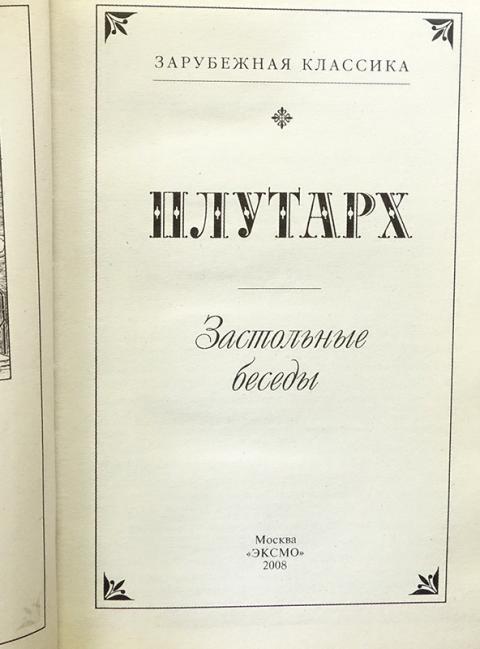 ЗАРУБЕЖНАЯ КЛАССИКА
ПЛУТАРХ
Застольные
беседы
Москва
«ЭКСМО»
2008